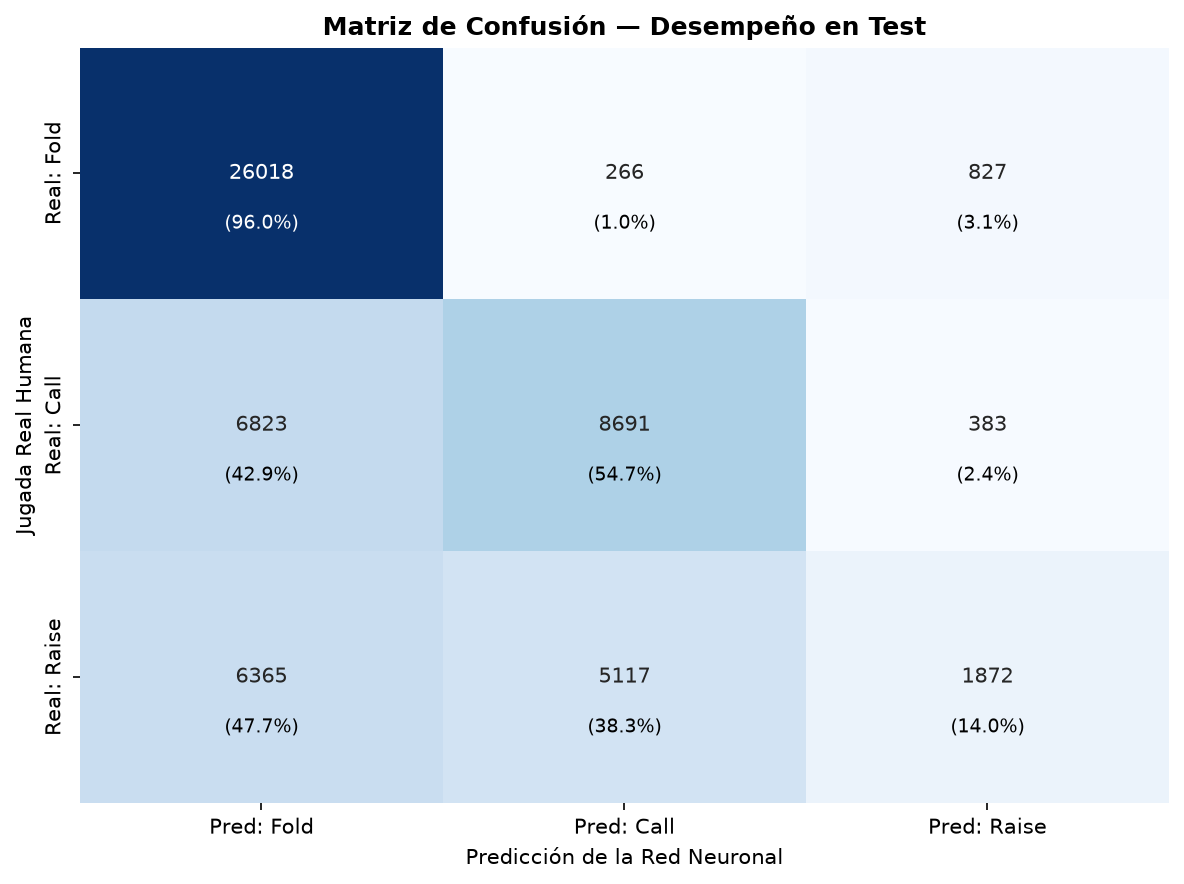 Matriz de Confusión — Desempeño en Test
Jugada Real Humana
Real: Fold
26018
266
827
(96.0%)
(1.0%)
(3.1%)
Real: Call
6823
8691
383
(42.9%)
(54.7%)
(2.4%)
Real: Raise
6365
5117
1872
(47.7%)
(38.3%)
(14.0%)
Pred: Fold
Pred: Call
Pred: Raise
Predicción de la Red Neuronal